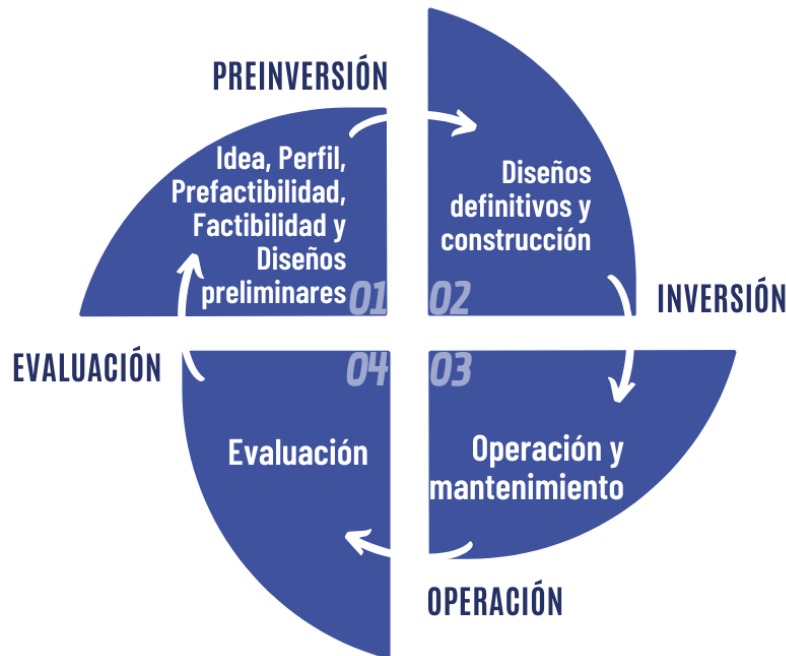 PREINVERSIÓN
Idea, Perfil,
Prefactibilidad,
Factibilidad y
Diseños
preliminares
01
Diseños
definitivos y
construcción
02
INVERSIÓN
EVALUACIÓN
04
Evaluación
03
Operación y
mantenimiento
OPERACIÓN